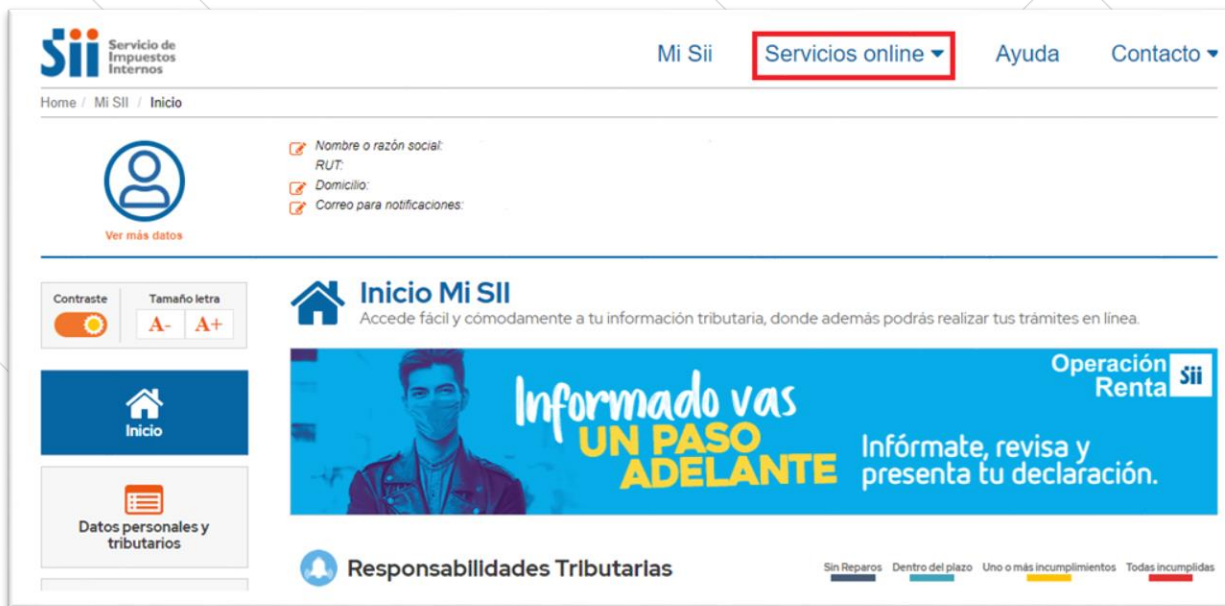 Sii Servicio de
Impuestos
Internos
Mi Sii Servicios online Ayuda Contacto
Home / Mi SII / Inicio
Nombre o razón social:
RUT:
Domicilio:
Correo para notificaciones:
Ver más datos
Contraste Tamaño letra
A- A+
Inicio Mi SII
Accede fácil y cómodamente a tu información tributaria, donde además podrás realizar tus trámites en línea.
Informado vas
UN PASO
ADELANTE
Operación
Renta Sii
Infórmate, revisa y
presenta tu declaración.
Inicio
Datos personales y
tributarios
Responsabilidades Tributarias
Sin Reparos Dentro del plazo Uno o más incumplimientos Todas incumplidas